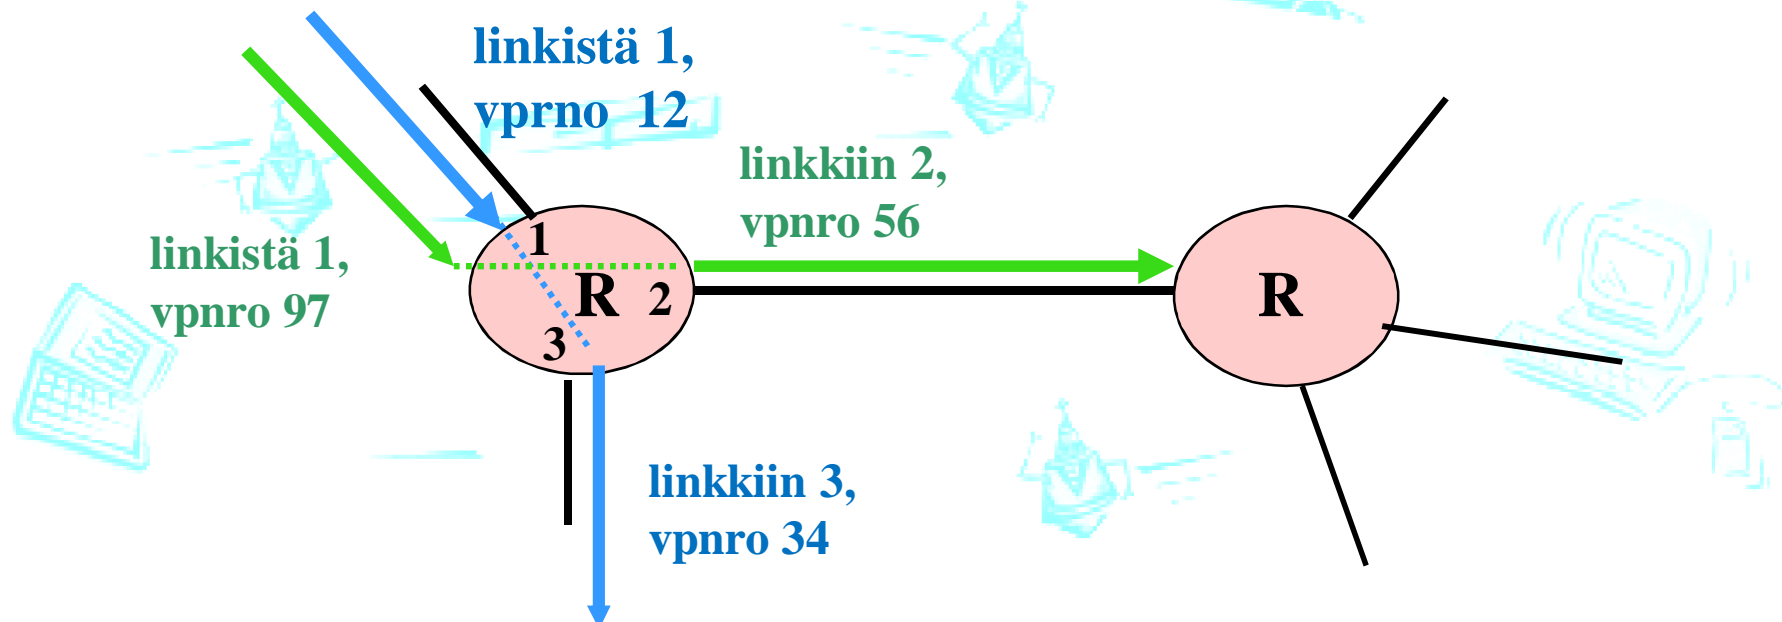 linkistä 1,
vprno 12
linkkiin 2,
vpnro 56
linkistä 1,
vpnro 97
1
R 2
3
R
linkkiin 3,
vpnro 34